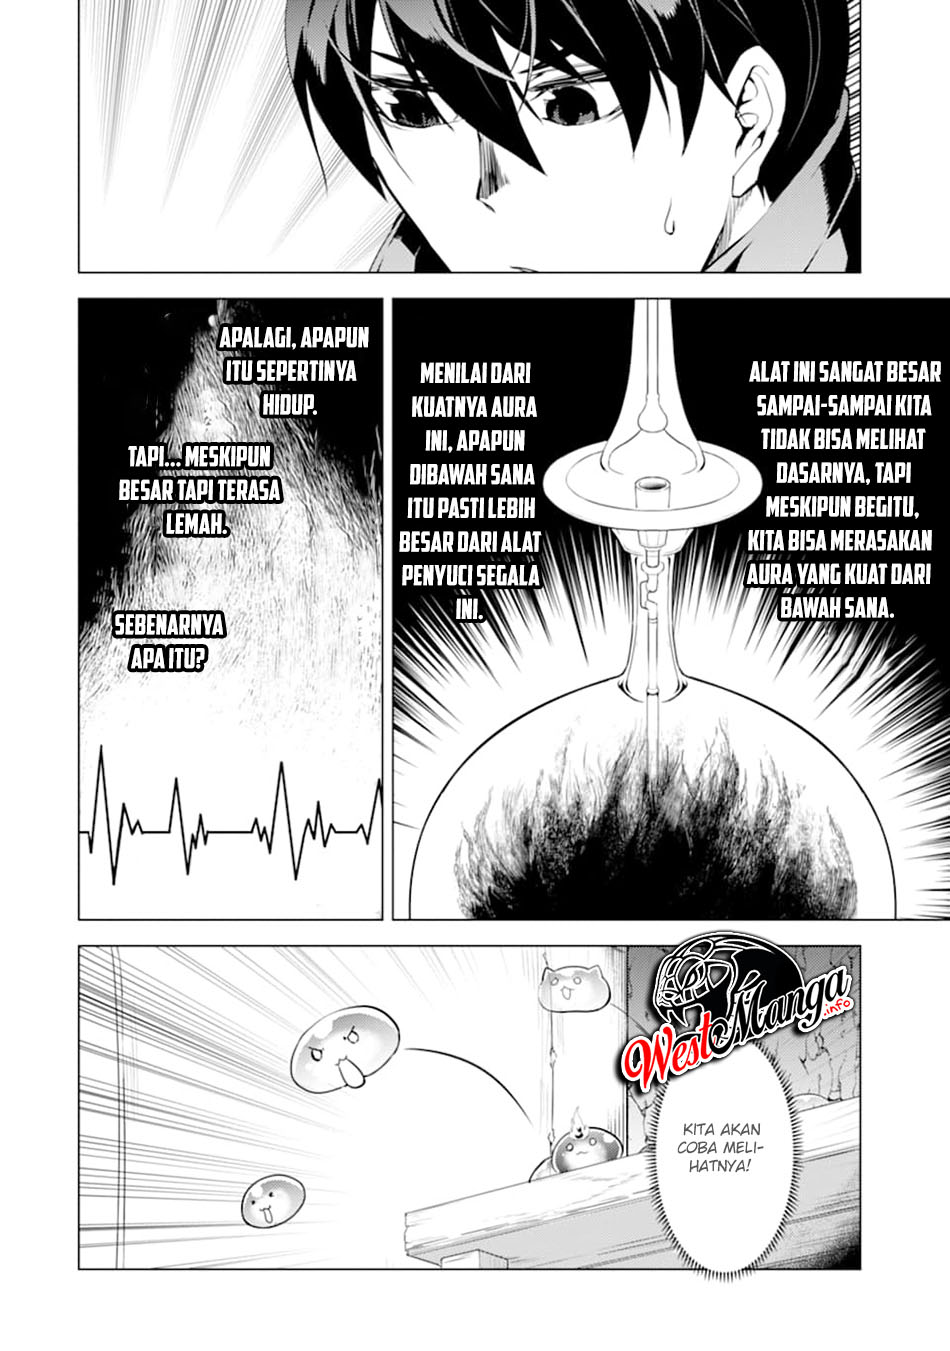 ALAT INI SANGAT BESAR
SAMPAI-SAMPAI KITA
TIDAK BISA MELIHAT
DASARNYA, TAPI
MESKIPUN BEGITU,
KITA BISA MERASAKAN
AURA YANG KUAT DARI
BAWAH SANA.
MENILAI DARI
KUATNYA AURA
INI, APAPUN
DIBAWAH SANA
ITU PASTI LEBIH
BESAR DARI ALAT
PENYUCI SEGALA
INI.
APALAGI, APAPUN
ITU SEPERTINYA
HIDUP.
TAPI... MESKIPUN
BESAR TAPI TERASA
LEMAH.
SEBENARNYA
APA ITU?
WestManga
.info
KITA AKAN
COBA MELI-
HATNYA!